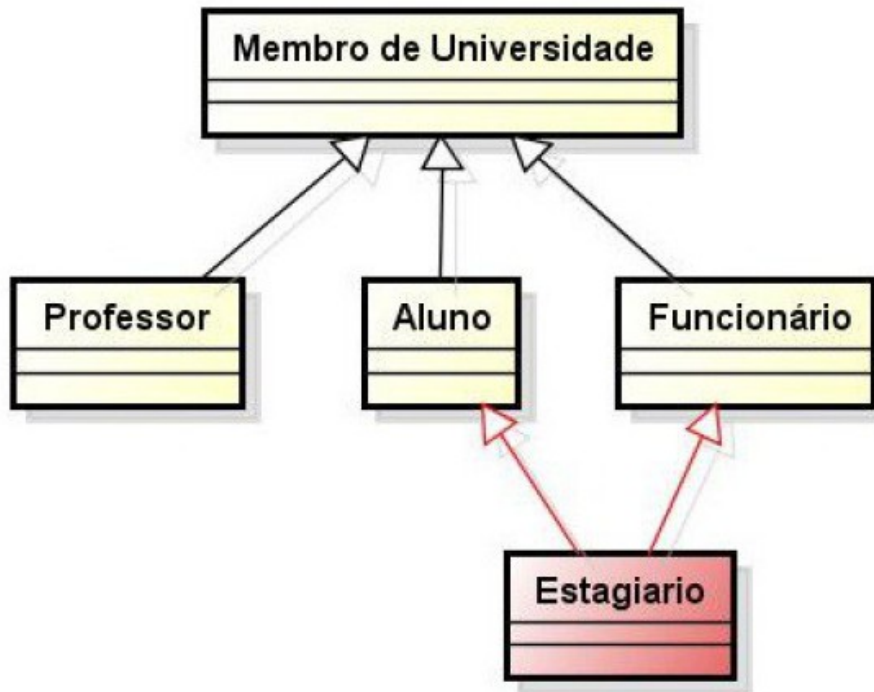 Membro de Universidade
Professor
Aluno
Funcionário
Estagiario